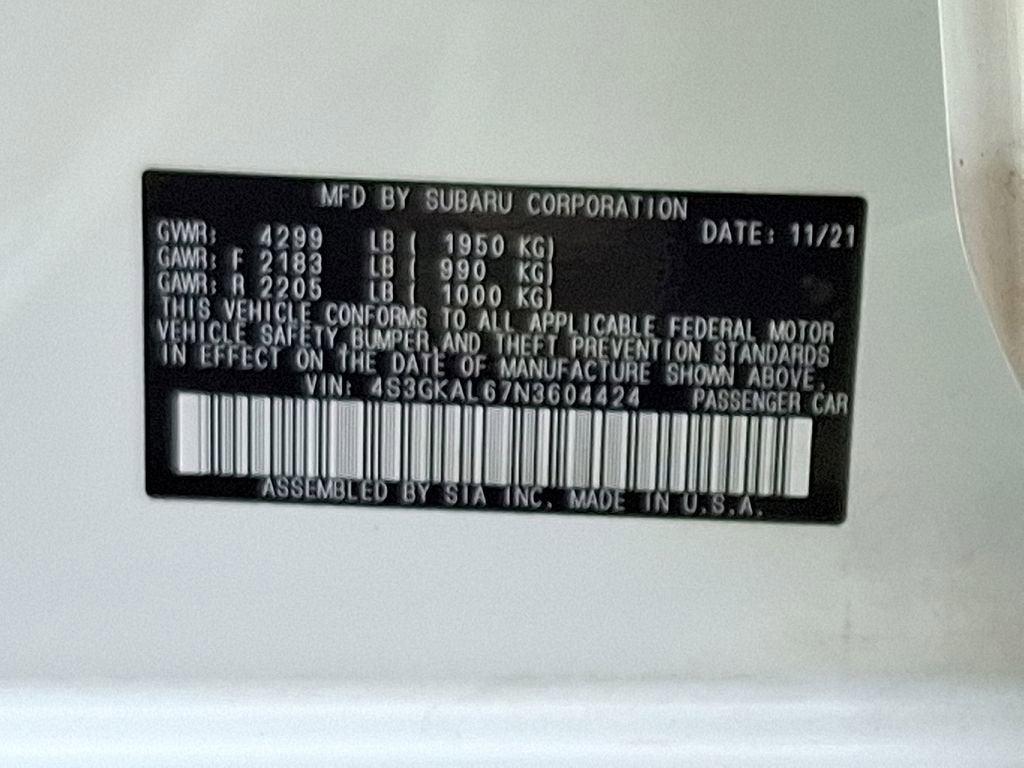 MFD BY SUBARU CORPORATION
DATE: 11/21
GVWR: 4299 LB ( 1950 KG)
GAWR: F 2183 LB ( 990 KG)
GAWR: R 2205 LB ( 1000 KG)
THIS VEHICLE CONFORMS TO ALL APPLICABLE FEDERAL MOTOR
VEHICLE SAFETY,BUMPER,AND THEFT PREVENTION STANDARDS
IN EFFECT ON THE DATE OF MANUFACTURE SHOWN ABOVE.
VIN: 4S3GKAL67N3604424 PASSENGER CAR
ASSEMBLED BY SIA INC. MADE IN U.S.A.